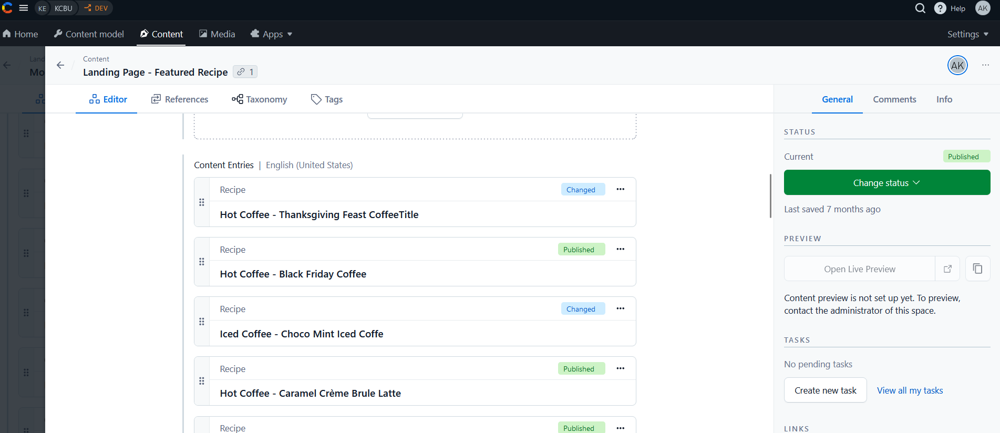 KE KCBU DEV Help AK
Home Content model Content Media Apps Settings
Land
Mo
Content
Landing Page - Featured Recipe 1
AK
Editor References Taxonomy Tags
General Comments Info
Content Entries | English (United States)
Recipe Changed
Hot Coffee - Thanksgiving Feast CoffeeTitle
Recipe Published
Hot Coffee - Black Friday Coffee
Recipe Changed
Iced Coffee - Choco Mint Iced Coffe
Recipe Published
Hot Coffee - Caramel Crème Brule Latte
Recipe Published
STATUS
Current Published
Change status
Last saved 7 months ago
PREVIEW
Open Live Preview
Content preview is not set up yet. To preview,
contact the administrator of this space.
TASKS
No pending tasks
Create new task View all my tasks
LINKS